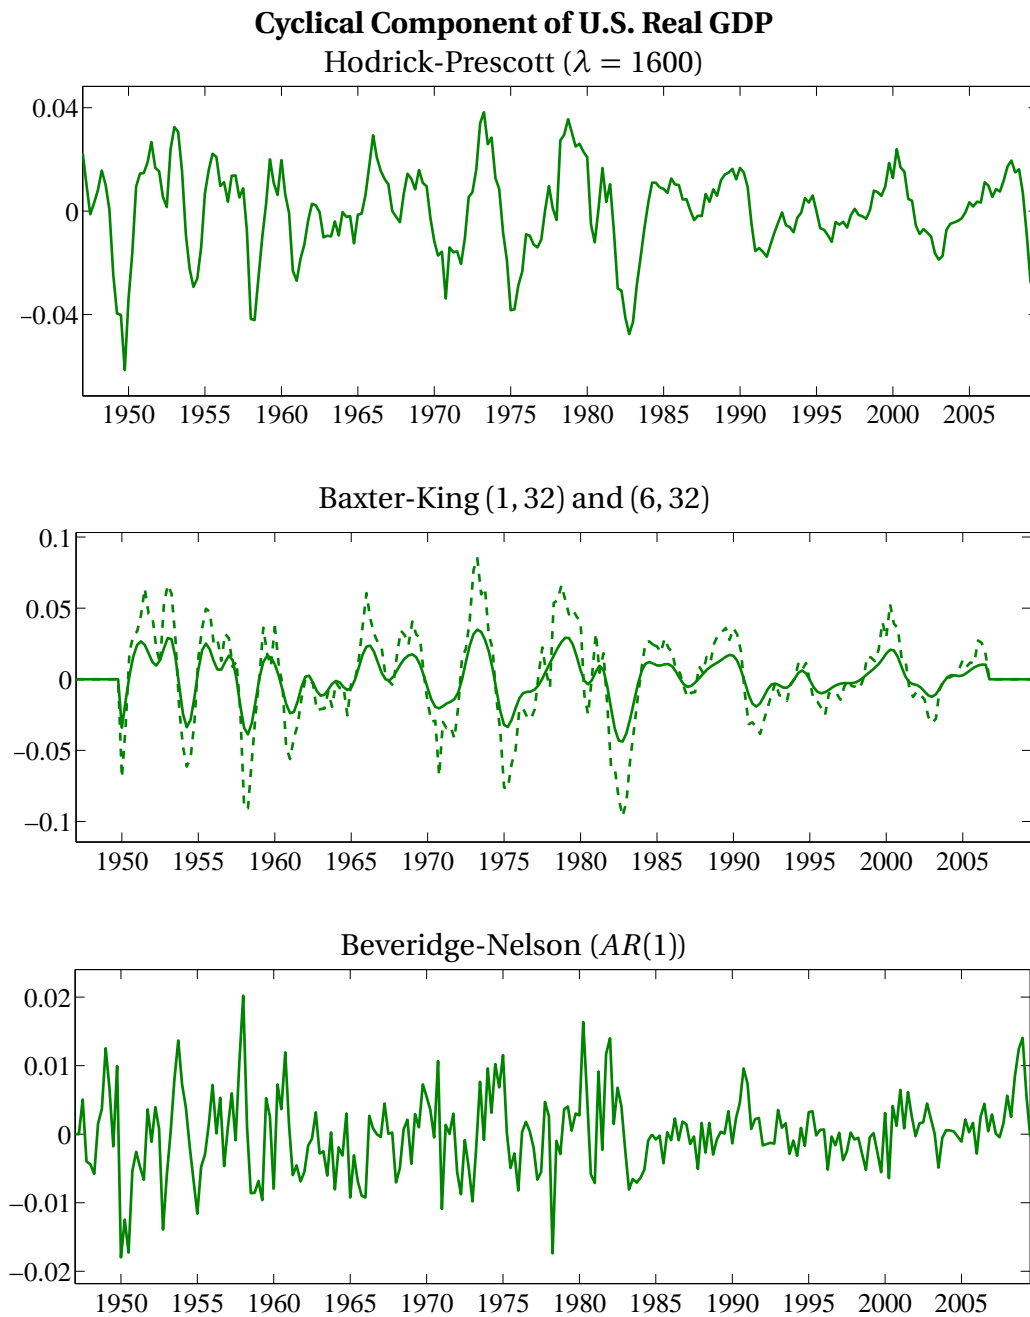 Cyclical Component of U.S. Real GDP
Hodrick-Prescott (λ = 1600)
0.04
0
−0.04
1950 1955 1960 1965 1970 1975 1980 1985 1990 1995 2000 2005
Baxter-King (1, 32) and (6, 32)
0.1
0.05
0
−0.05
−0.1
1950 1955 1960 1965 1970 1975 1980 1985 1990 1995 2000 2005
Beveridge-Nelson (AR(1))
0.02
0.01
0
−0.01
−0.02
1950 1955 1960 1965 1970 1975 1980 1985 1990 1995 2000 2005